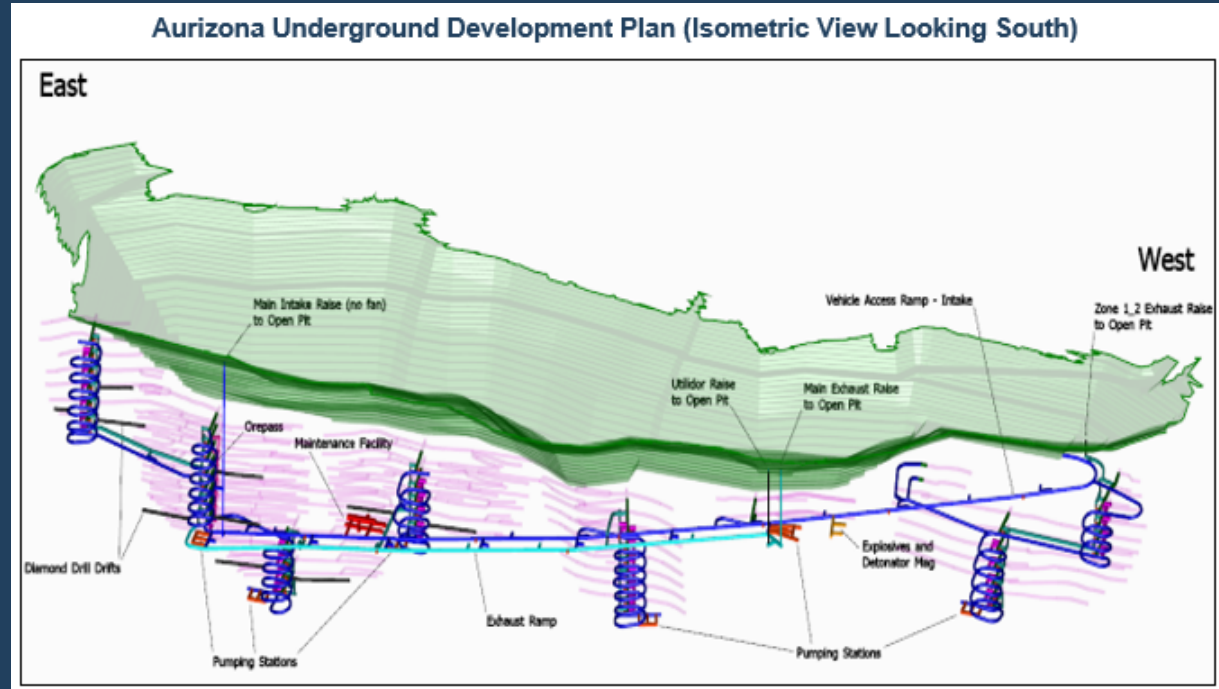 Aurizona Underground Development Plan (Isometric View Looking South)
East
West
Main Intake Raise (no fan)
to Open Pit
Vehicle Access Ramp - Intake
Zone 1_2 Exhaust Raise
to Open Pit
Utilidor Raise
to Open Pit
Main Exhaust Raise
to Open Pit
Orepass
Maintenance Facility
Diamond Drill Drifts
Explosives and
Detonator Mag
Exhaust Ramp
Pumping Stations
Pumping Stations